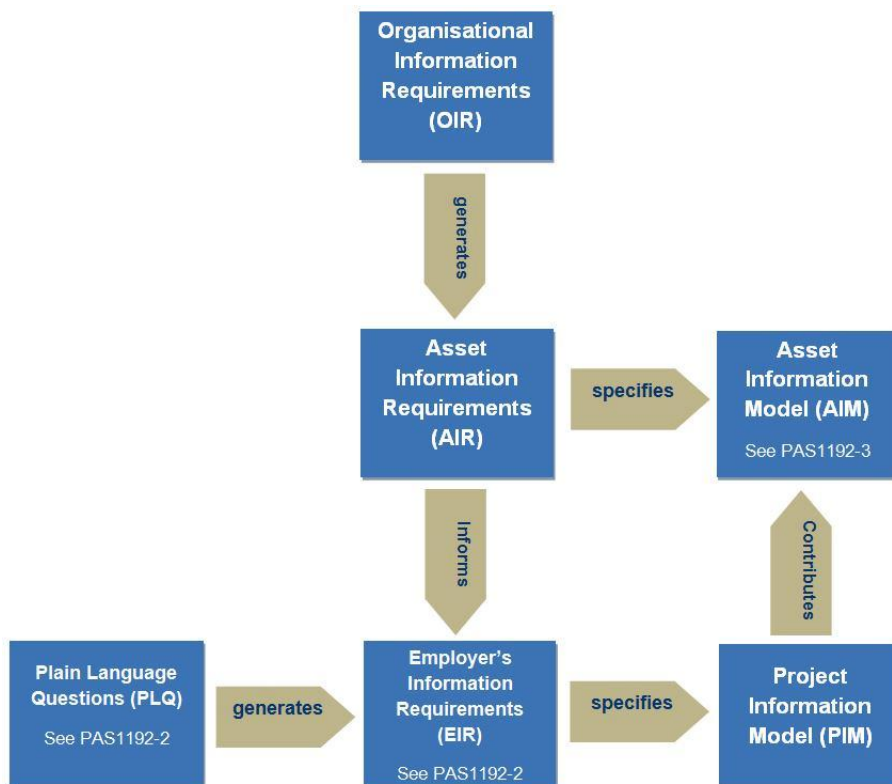 Organisational
Information
Requirements
(OIR)
generates
Asset
Information
Requirements
(AIR)
specifies
Asset
Information
Model (AIM)
See PAS1192-3
Informs
Contributes
Plain Language
Questions (PLQ)
See PAS1192-2
generates
Employer’s
Information
Requirements
(EIR)
See PAS1192-2
specifies
Project
Information
Model (PIM)